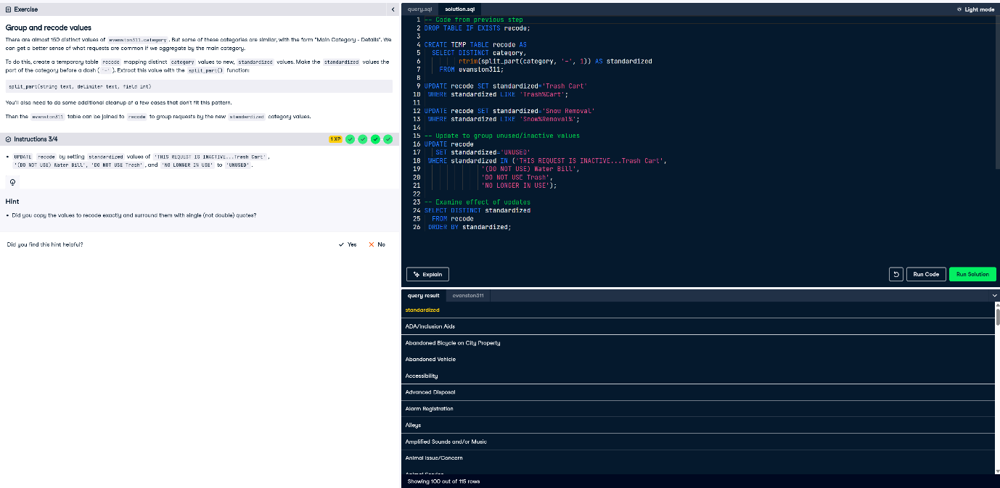 Exercise
Group and recode values
There are almost 150 distinct values of evanston311.category. But some of these categories are similar, with the form "Main Category - Details". We
can get a better sense of what requests are common if we aggregate by the main category.
To do this, create a temporary table recode mapping distinct category values to new, standardized values. Make the standardized values the
part of the category before a dash ('-'). Extract this value with the split_part() function:
split_part(string text, delimiter text, field int)
You'll also need to do some additional cleanup of a few cases that don't fit this pattern.
Then the evanston311 table can be joined to recode to group requests by the new standardized category values.
Instructions 3/4
1 XP
UPDATE recode by setting standardized values of 'THIS REQUEST IS INACTIVE...Trash Cart',
'(DO NOT USE) Water Bill', 'DO NOT USE Trash', and 'NO LONGER IN USE' to 'UNUSED'.
Hint
Did you copy the values to recode exactly and surround them with single (not double) quotes?
Did you find this hint helpful?
Yes
No
query.sql
solution.sql
Light mode
1 -- Code from previous step
2 DROP TABLE IF EXISTS recode;
3
4 CREATE TEMP TABLE recode AS
5 SELECT DISTINCT category,
6 rtrim(split_part(category, '-', 1)) AS standardized
7 FROM evanston311;
8
9 UPDATE recode SET standardized='Trash Cart'
10 WHERE standardized LIKE 'Trash%Cart';
11
12 UPDATE recode SET standardized='Snow Removal'
13 WHERE standardized LIKE 'Snow%Removal%';
14
15 -- Update to group unused/inactive values
16 UPDATE recode
17 SET standardized='UNUSED'
18 WHERE standardized IN ('THIS REQUEST IS INACTIVE...Trash Cart',
19 '(DO NOT USE) Water Bill',
20 'DO NOT USE Trash',
21 'NO LONGER IN USE');
22
23 -- Examine effect of updates
24 SELECT DISTINCT standardized
25 FROM recode
26 ORDER BY standardized;
Explain
Run Code
Run Solution
query result
evanston311
standardized
ADA/Inclusion Aids
Abandoned Bicycle on City Property
Abandoned Vehicle
Accessibility
Advanced Disposal
Alarm Registration
Alleys
Amplified Sounds and/or Music
Animal Issue/Concern
Animal Service
Showing 100 out of 115 rows